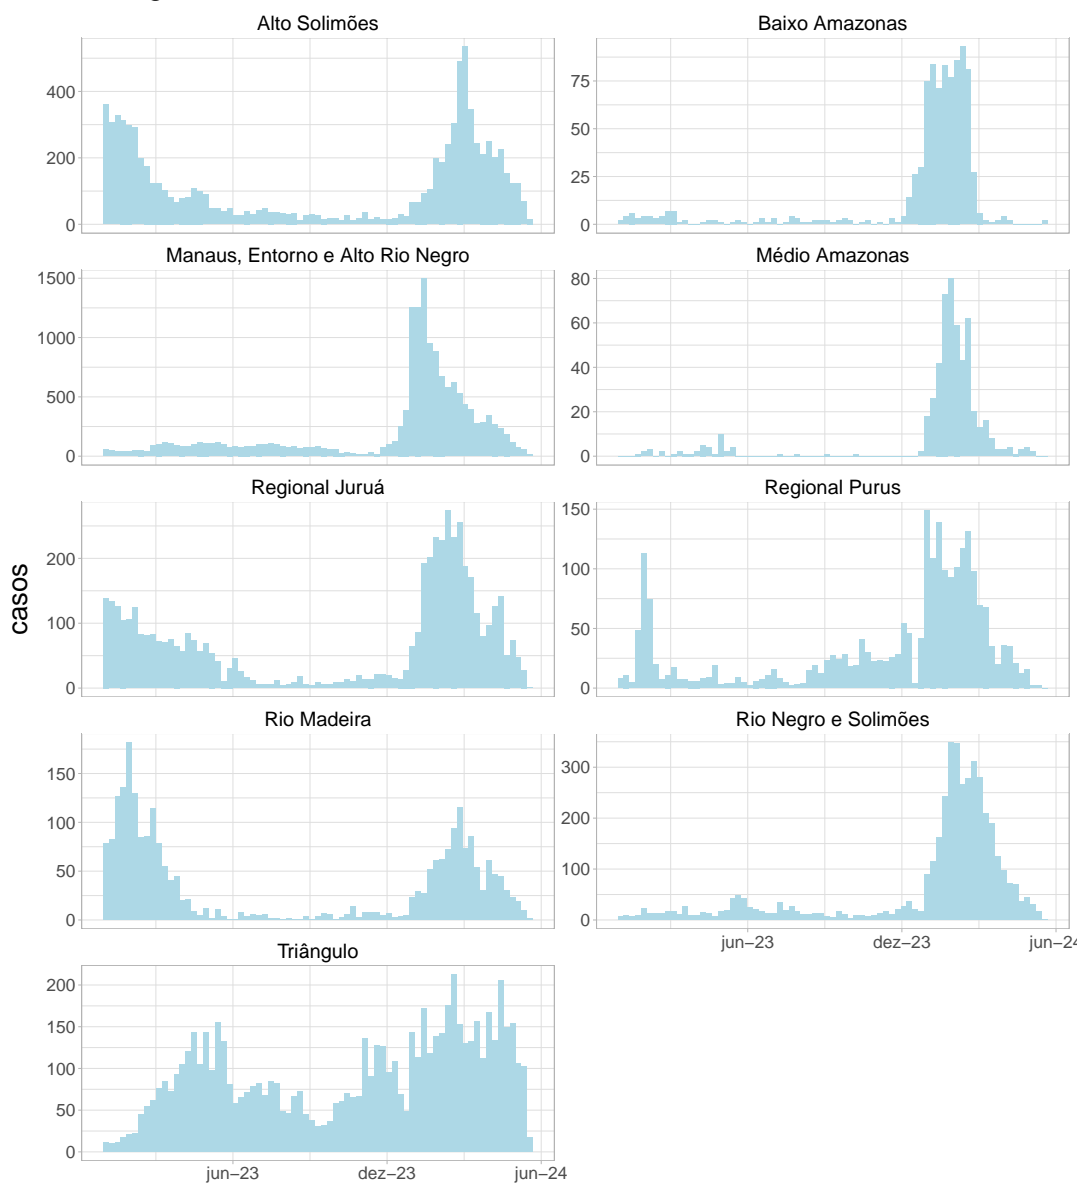 Alto Solimões
Baixo Amazonas
400
200
0
75
50
25
0
Manaus, Entorno e Alto Rio Negro
Médio Amazonas
1500
1000
500
0
80
60
40
20
0
Regional Juruá
Regional Purus
200
100
0
150
100
50
0
casos
Rio Madeira
Rio Negro e Solimões
150
100
50
0
300
200
100
0
jun–23
dez–23
jun–24
Triângulo
200
150
100
50
0
jun–23
dez–23
jun–24